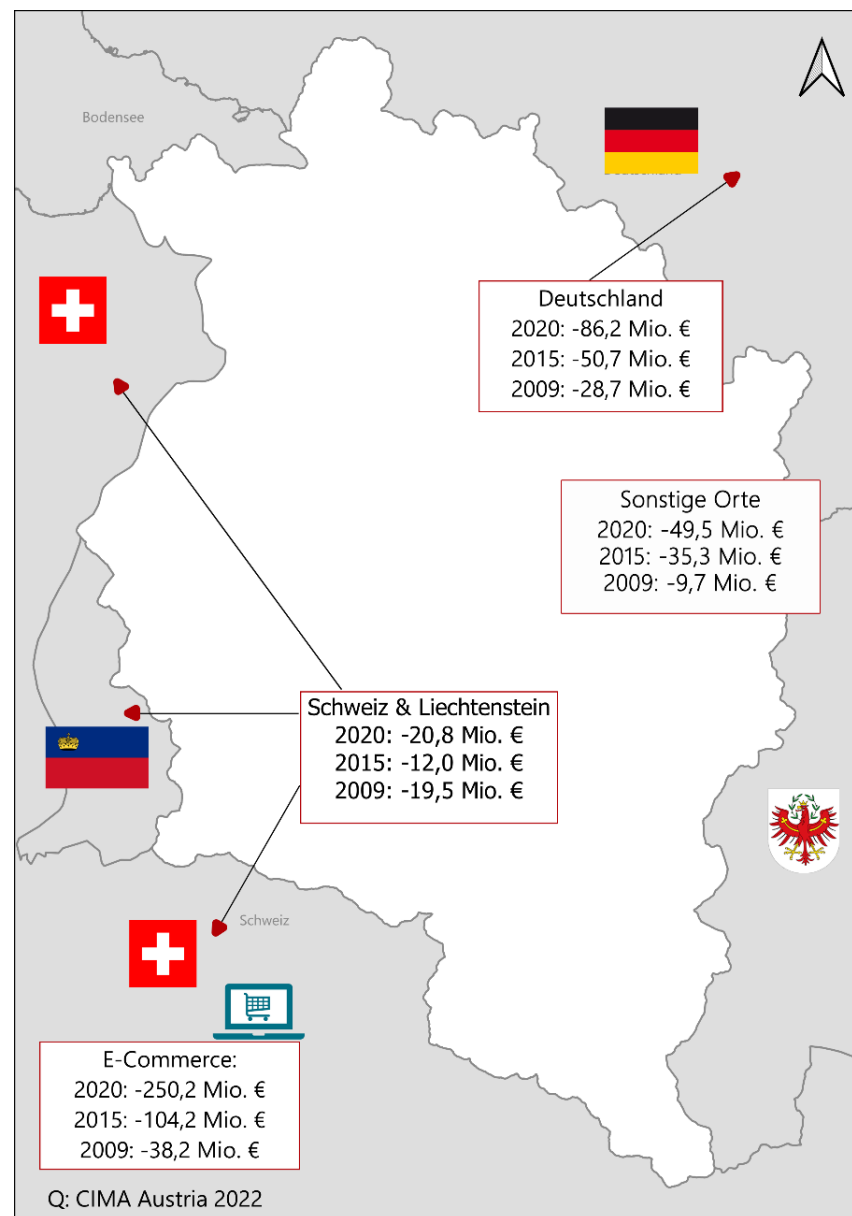 Bodensee
Deutschland
Deutschland
2020: -86,2 Mio. €
2015: -50,7 Mio. €
2009: -28,7 Mio. €
Sonstige Orte
2020: -49,5 Mio. €
2015: -35,3 Mio. €
2009: -9,7 Mio. €
Schweiz & Liechtenstein
2020: -20,8 Mio. €
2015: -12,0 Mio. €
2009: -19,5 Mio. €
Schweiz
E-Commerce:
2020: -250,2 Mio. €
2015: -104,2 Mio. €
2009: -38,2 Mio. €
Q: CIMA Austria 2022